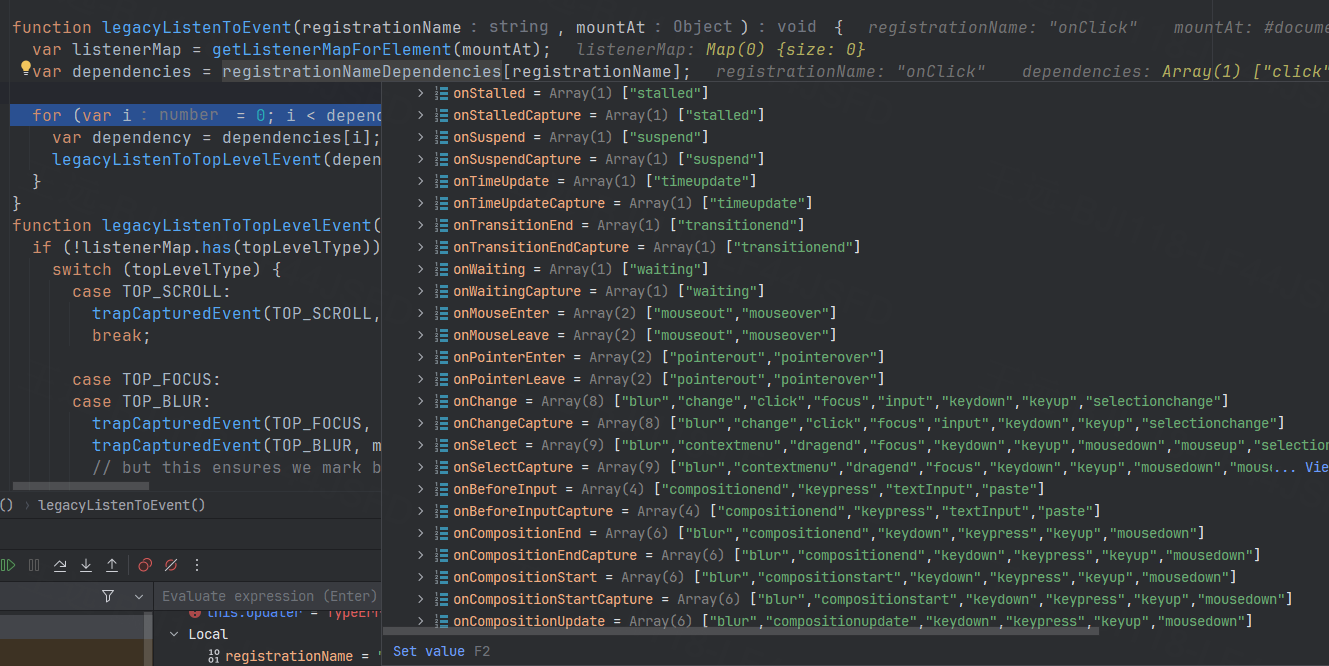 function legacyListenToEvent(registrationName: string , mountAt: Object ): void { registrationName: "onClick" mountAt: #docume
var listenerMap = getListenerMapForElement(mountAt); listenerMap: Map(0) {size: 0}
var dependencies = registrationNameDependencies[registrationName]; registrationName: "onClick" dependencies: Array(1) ["click"
for (var i: number = 0; i < depend
var dependency = dependencies[i];
legacyListenToTopLevelEvent(depen
}
}
function legacyListenToTopLevelEvent(
if (!listenerMap.has(topLevelType))
switch (topLevelType) {
case TOP_SCROLL:
trapCapturedEvent(TOP_SCROLL,
break;
case TOP_FOCUS:
case TOP_BLUR:
trapCapturedEvent(TOP_FOCUS,
trapCapturedEvent(TOP_BLUR, m
// but this ensures we mark b
onStalled = Array(1) ["stalled"]
onStalledCapture = Array(1) ["stalled"]
onSuspend = Array(1) ["suspend"]
onSuspendCapture = Array(1) ["suspend"]
onTimeUpdate = Array(1) ["timeupdate"]
onTimeUpdateCapture = Array(1) ["timeupdate"]
onTransitionEnd = Array(1) ["transitionend"]
onTransitionEndCapture = Array(1) ["transitionend"]
onWaiting = Array(1) ["waiting"]
onWaitingCapture = Array(1) ["waiting"]
onMouseEnter = Array(2) ["mouseout","mouseover"]
onMouseLeave = Array(2) ["mouseout","mouseover"]
onPointerEnter = Array(2) ["pointerout","pointerover"]
onPointerLeave = Array(2) ["pointerout","pointerover"]
onChange = Array(8) ["blur","change","click","focus","input","keydown","keyup","selectionchange"]
onChangeCapture = Array(8) ["blur","change","click","focus","input","keydown","keyup","selectionchange"]
onSelect = Array(9) ["blur","contextmenu","dragend","focus","keydown","keyup","mousedown","mouseup","selection
onSelectCapture = Array(9) ["blur","contextmenu","dragend","focus","keydown","keyup","mousedown","mouse... Vie
onBeforeInput = Array(4) ["compositionend","keypress","textInput","paste"]
onBeforeInputCapture = Array(4) ["compositionend","keypress","textInput","paste"]
onCompositionEnd = Array(6) ["blur","compositionend","keydown","keypress","keyup","mousedown"]
onCompositionEndCapture = Array(6) ["blur","compositionend","keydown","keypress","keyup","mousedown"]
onCompositionStart = Array(6) ["blur","compositionstart","keydown","keypress","keyup","mousedown"]
onCompositionStartCapture = Array(6) ["blur","compositionstart","keydown","keypress","keyup","mousedown"]
onCompositionUpdate = Array(6) ["blur","compositionupdate","keydown","keypress","keyup","mousedown"]
Set value F2
() › legacyListenToEvent()
Evaluate expression (Enter)
this.updater = TypeErr
Local
registrationName = "